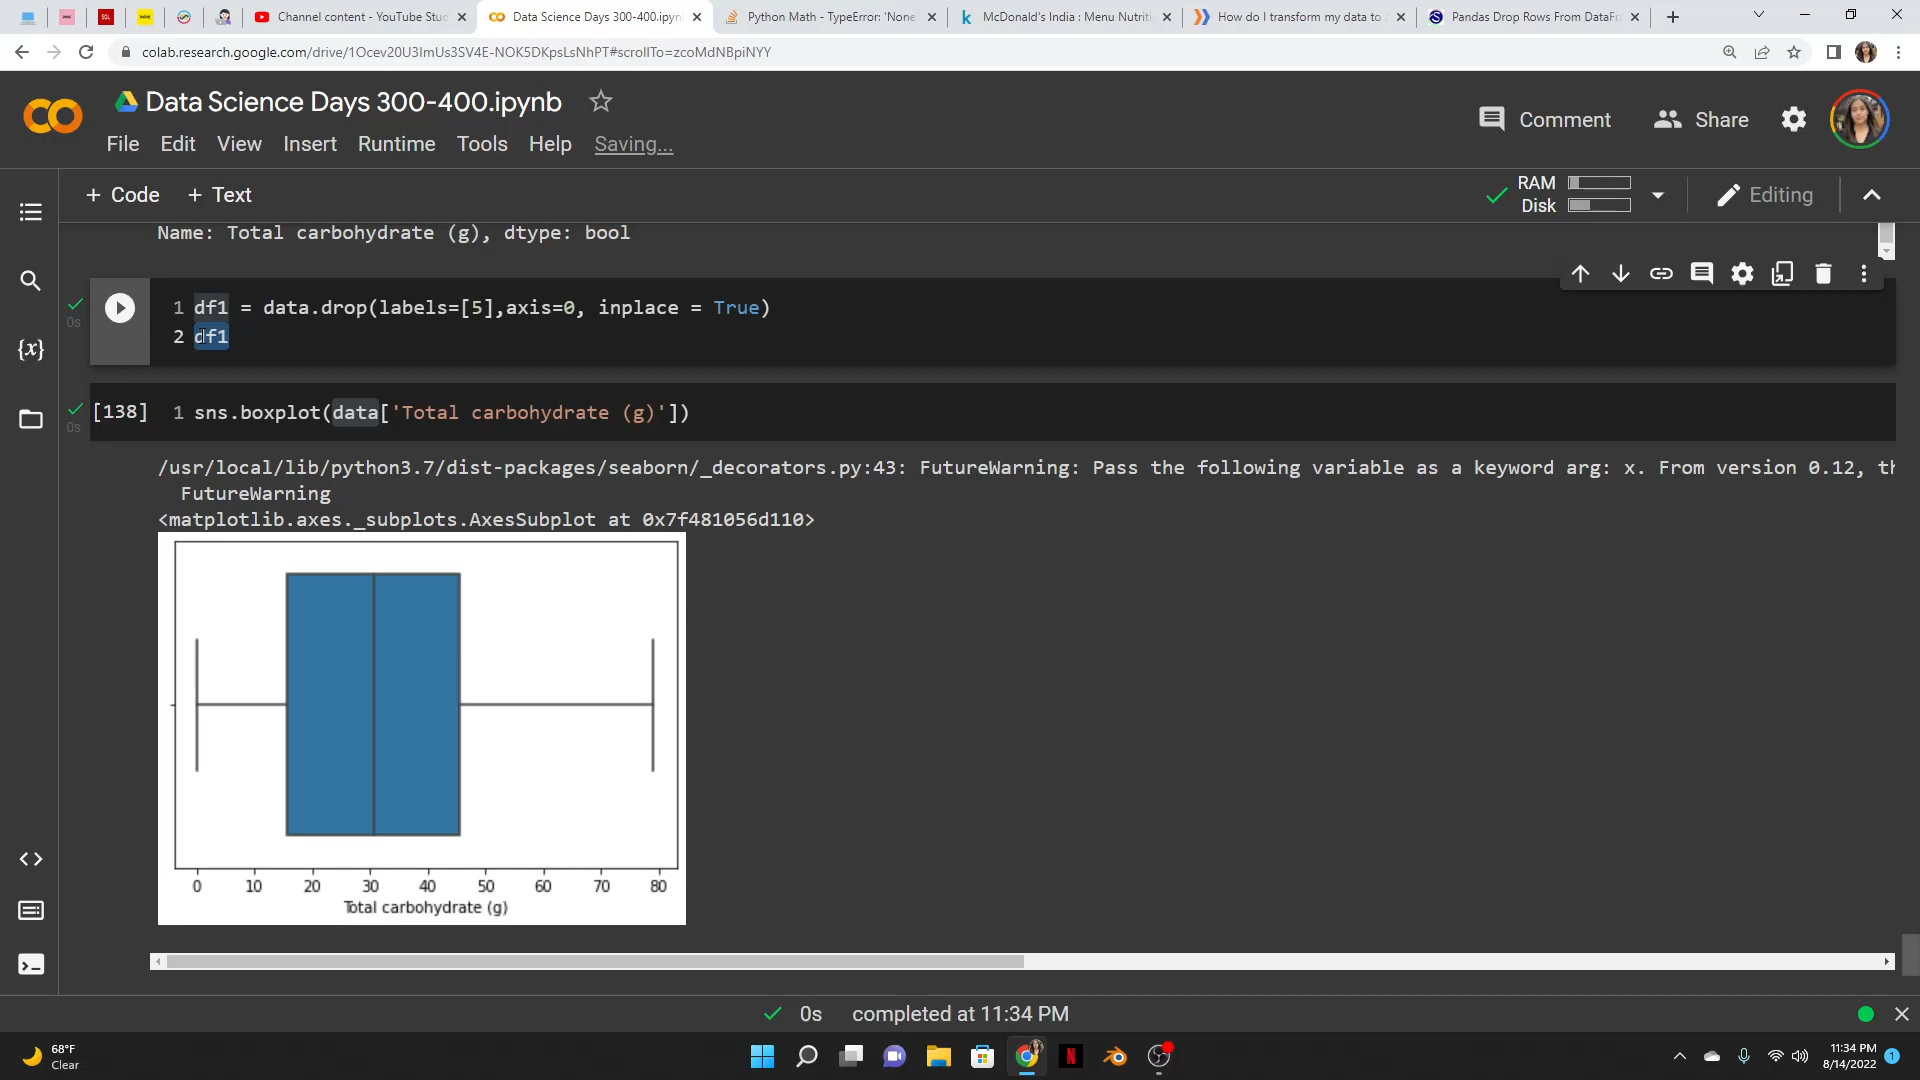 Channel content - YouTube Stud
Data Science Days 300-400.ipyn
Python Math - TypeError: 'None
McDonald's India : Menu Nutriti
How do I transform my data to
Pandas Drop Rows From DataFr
colab.research.google.com/drive/1Ocev20U3ImUs3SV4E-NOK5DKpsLsNhPT#scrollTo=zcoMdNBpiNYY
Data Science Days 300-400.ipynb
Comment
Share
File Edit View Insert Runtime Tools Help Saving...
+ Code + Text
RAM
Disk
Editing
Name: Total carbohydrate (g), dtype: bool
0s
1 df1 = data.drop(labels=[5],axis=0, inplace = True)
2 df1
{x}
[138] 1 sns.boxplot(data['Total carbohydrate (g)'])
0s
/usr/local/lib/python3.7/dist-packages/seaborn/_decorators.py:43: FutureWarning: Pass the following variable as a keyword arg: x. From version 0.12, th
FutureWarning
<matplotlib.axes._subplots.AxesSubplot at 0x7f481056d110>
0 10 20 30 40 50 60 70 80
Total carbohydrate (g)
0s completed at 11:34 PM
68°F
Clear
11:34 PM
8/14/2022
1